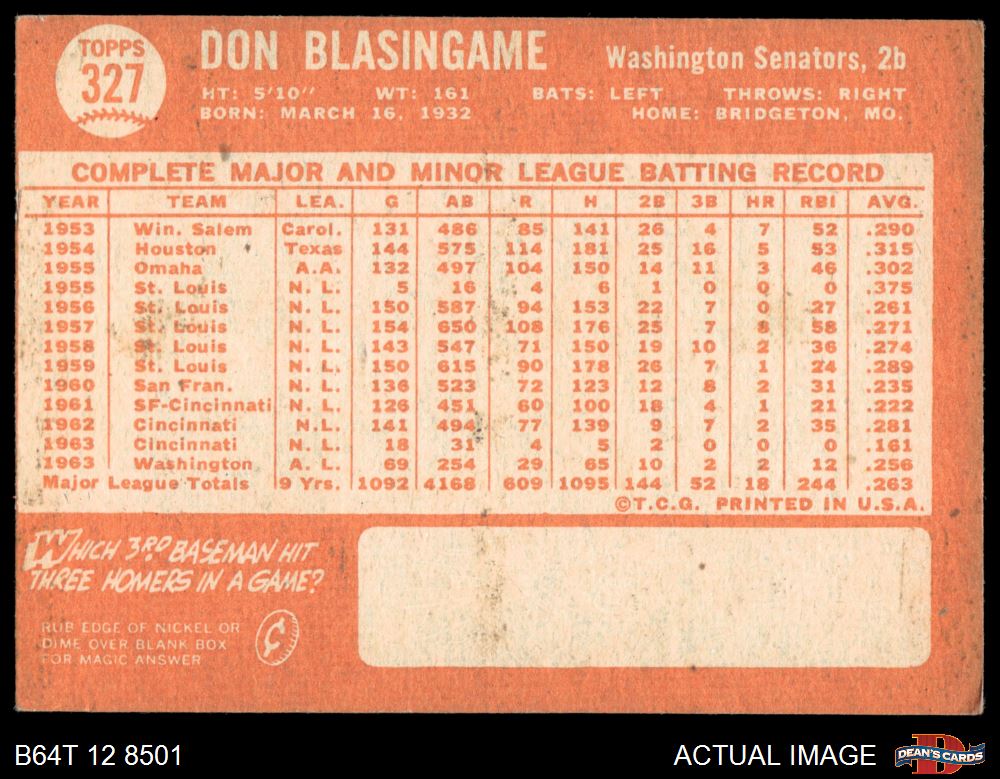 TOPPS
327
DON BLASINGAME
Washington Senators, 2b
HT: 5'10" WT: 161 BATS: LEFT THROWS: RIGHT
BORN: MARCH 16, 1932 HOME: BRIDGETON, MO.
COMPLETE MAJOR AND MINOR LEAGUE BATTING RECORD
YEAR TEAM LEA. G AB R H 2B 3B HR RBI AVG.
1953 Win. Salem Carol. 131 486 85 141 26 4 7 52 .290
1954 Houston Texas 144 575 114 181 25 16 5 53 .315
1955 Omaha A.A. 132 497 104 150 14 11 3 46 .302
1955 St. Louis N. L. 5 16 4 6 1 0 0 0 .375
1956 St. Louis N. L. 150 587 94 153 22 7 0 27 .261
1957 St. Louis N. L. 154 650 108 176 25 7 8 58 .271
1958 St. Louis N. L. 143 547 71 150 19 10 2 36 .274
1959 St. Louis N. L. 150 615 90 178 26 7 1 24 .289
1960 San Fran. N. L. 136 523 72 123 12 8 2 31 .235
1961 SF-Cincinnati N. L. 126 451 60 100 18 4 1 21 .222
1962 Cincinnati N.L. 141 494 77 139 9 7 2 35 .281
1963 Cincinnati N. L. 18 31 4 5 2 0 0 0 .161
1963 Washington A. L. 69 254 29 65 10 2 2 12 .256
Major League Totals 9 Yrs. 1092 4168 609 1095 144 52 18 244 .263
©T.C.G. PRINTED IN U.S.A.
WHICH 3RD BASEMAN HIT
THREE HOMERS IN A GAME?
RUB EDGE OF NICKEL OR
DIME OVER BLANK BOX
FOR MAGIC ANSWER
¢
B64T 12 8501
ACTUAL IMAGE
DEAN'S CARDS